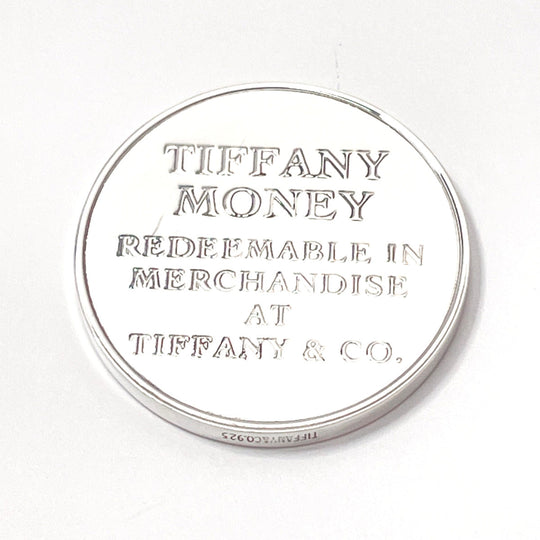 TIFFANY
MONEY
REDEEMABLE IN
MERCHANDISE
AT
TIFFANY & CO.
TIFFANY&CO.925